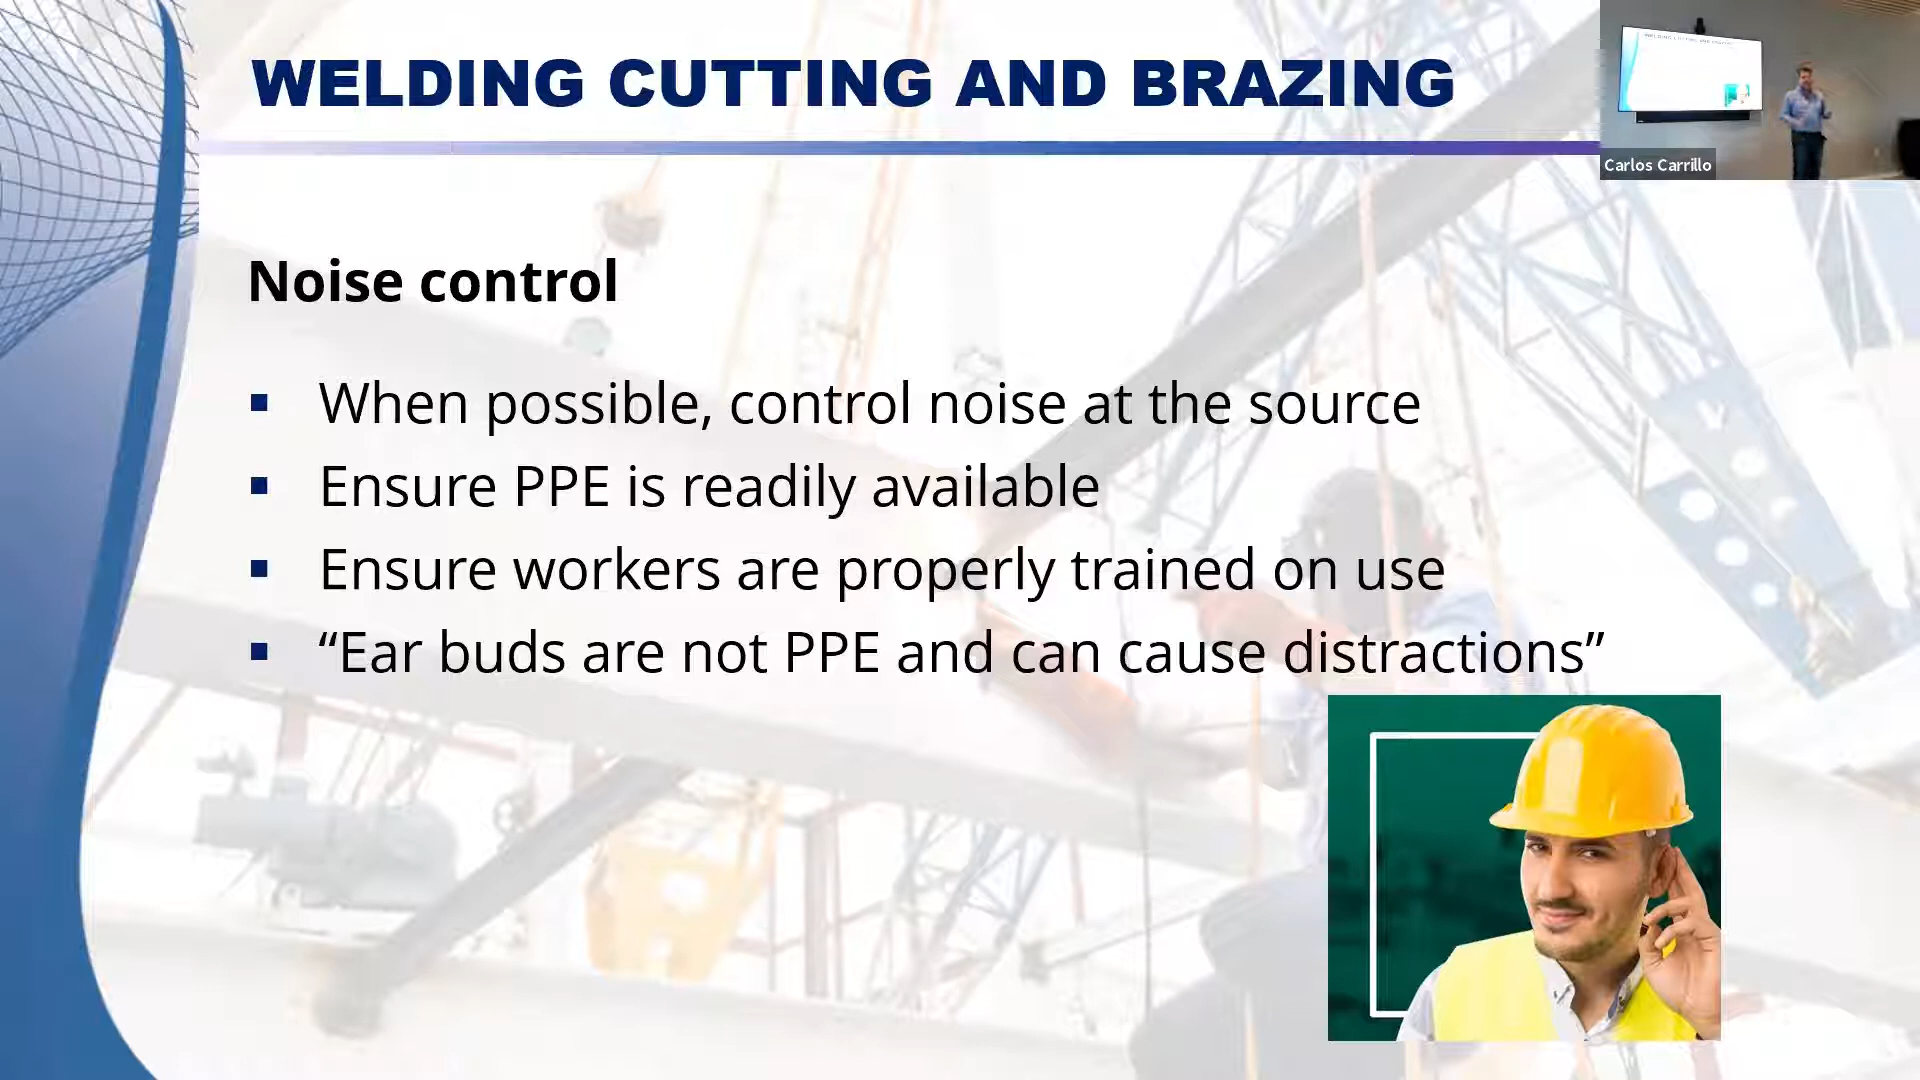 WELDING CUTTING AND BRAZING
Carlos Carrillo
Noise control
▪ When possible, control noise at the source
▪ Ensure PPE is readily available
▪ Ensure workers are properly trained on use
▪ “Ear buds are not PPE and can cause distractions”